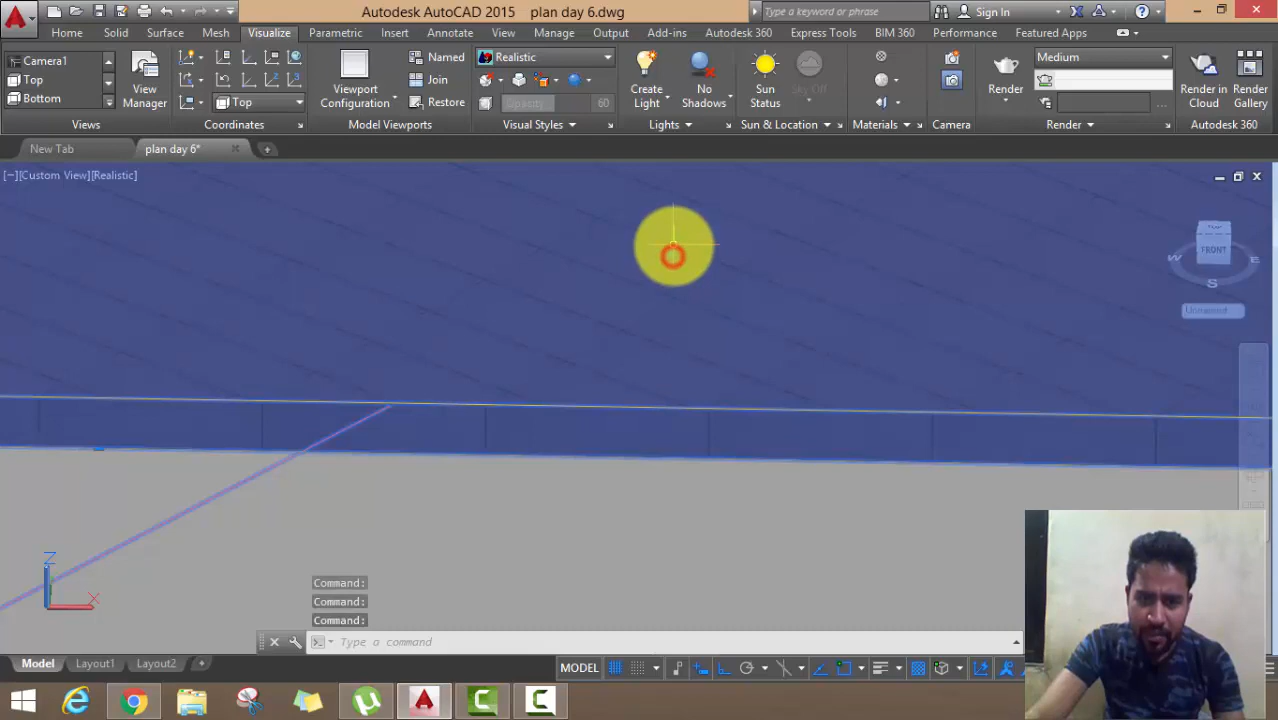 Autodesk AutoCAD 2015 plan day 6.dwg
Type a keyword or phrase
Sign In
Home Solid Surface Mesh Visualize Parametric Insert Annotate View Manage Output Add-ins Autodesk 360 Express Tools BIM 360 Performance Featured Apps
Camera1
Top
Bottom
View
Manager
Top
Viewport
Configuration
Named
Join
Restore
Realistic
Opacity 60
Create
Light
No
Shadows
Sun
Status
Sky Off
Render
Medium
Render in
Cloud
Render
Gallery
Views Coordinates Model Viewports Visual Styles Lights Sun & Location Materials Camera Render Autodesk 360
New Tab plan day 6*
[−][Custom View][Realistic]
FRONT
W E
S
Unnamed
Z
X
Command:
Command:
Command:
Type a command
Model Layout1 Layout2 +
MODEL